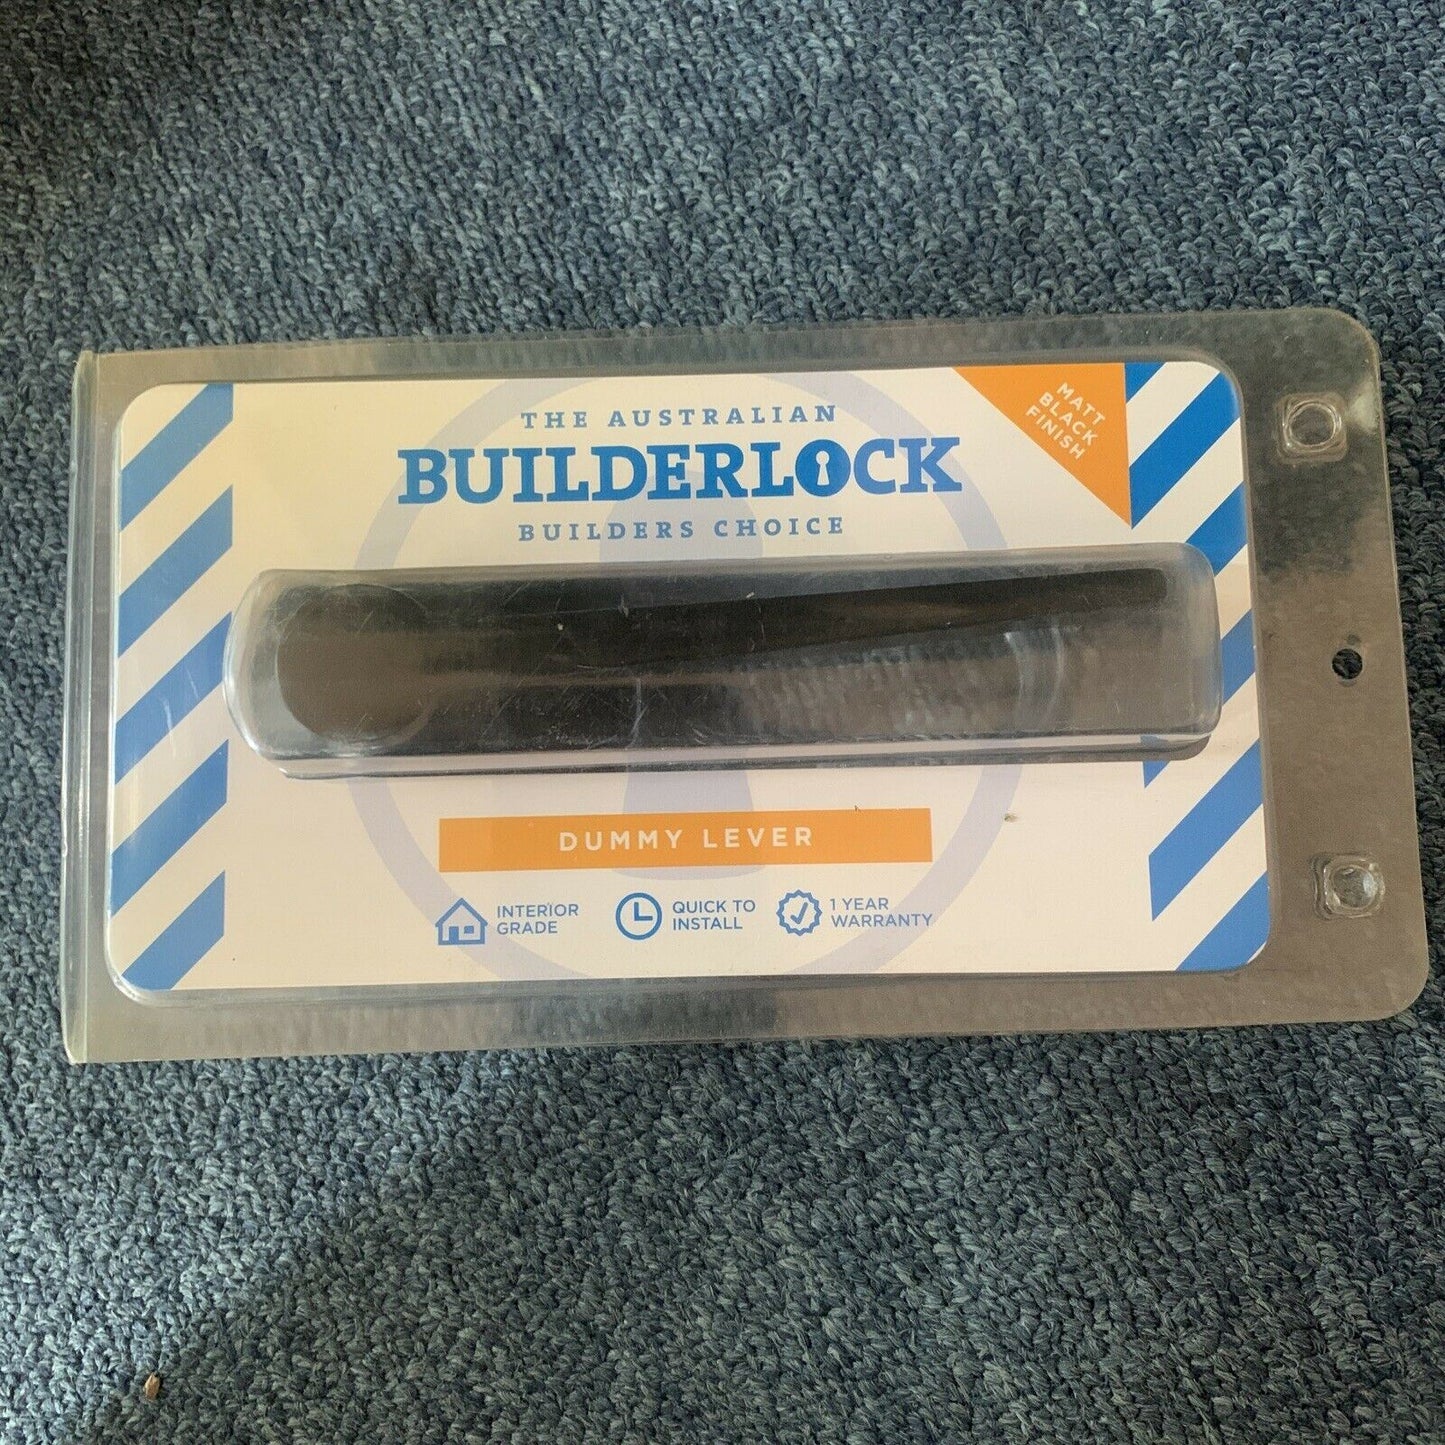 THE AUSTRALIAN
BUILDERLOCK
BUILDERS CHOICE
MATT
BLACK
FINISH
DUMMY LEVER
INTERIOR
GRADE
QUICK TO
INSTALL
1 YEAR
WARRANTY